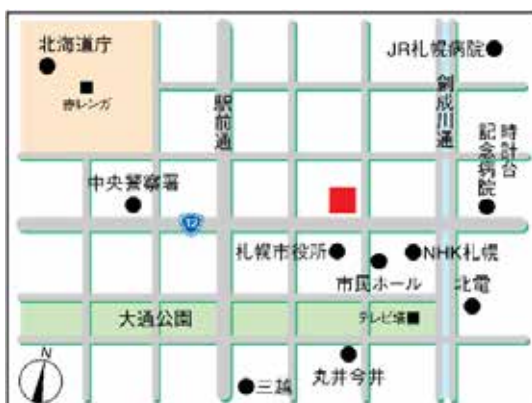 北海道庁
赤レンガ
駅前通
JR札幌病院
創成川通
時計台
記念病院
中央警察署
12
札幌市役所
NHK札幌
市民ホール
北電
大通公園
テレビ塔
丸井今井
三越
N